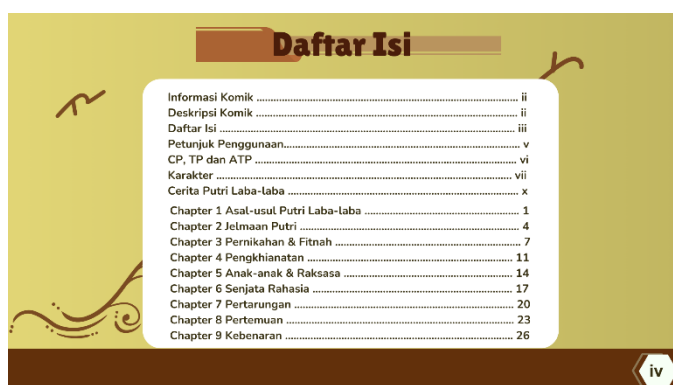 Daftar Isi
Informasi Komik ........ ii
Deskripsi Komik ........ ii
Daftar Isi ........ iii
Petunjuk Penggunaan........ v
CP, TP dan ATP ........ vi
Karakter ........ vii
Cerita Putri Laba-laba ........ x
Chapter 1 Asal-usul Putri Laba-laba ........ 1
Chapter 2 Jelmaan Putri ........ 4
Chapter 3 Pernikahan & Fitnah ........ 7
Chapter 4 Pengkhianatan ........ 11
Chapter 5 Anak-anak & Raksasa ........ 14
Chapter 6 Senjata Rahasia ........ 17
Chapter 7 Pertarungan ........ 20
Chapter 8 Pertemuan ........ 23
Chapter 9 Kebenaran ........ 26
iv